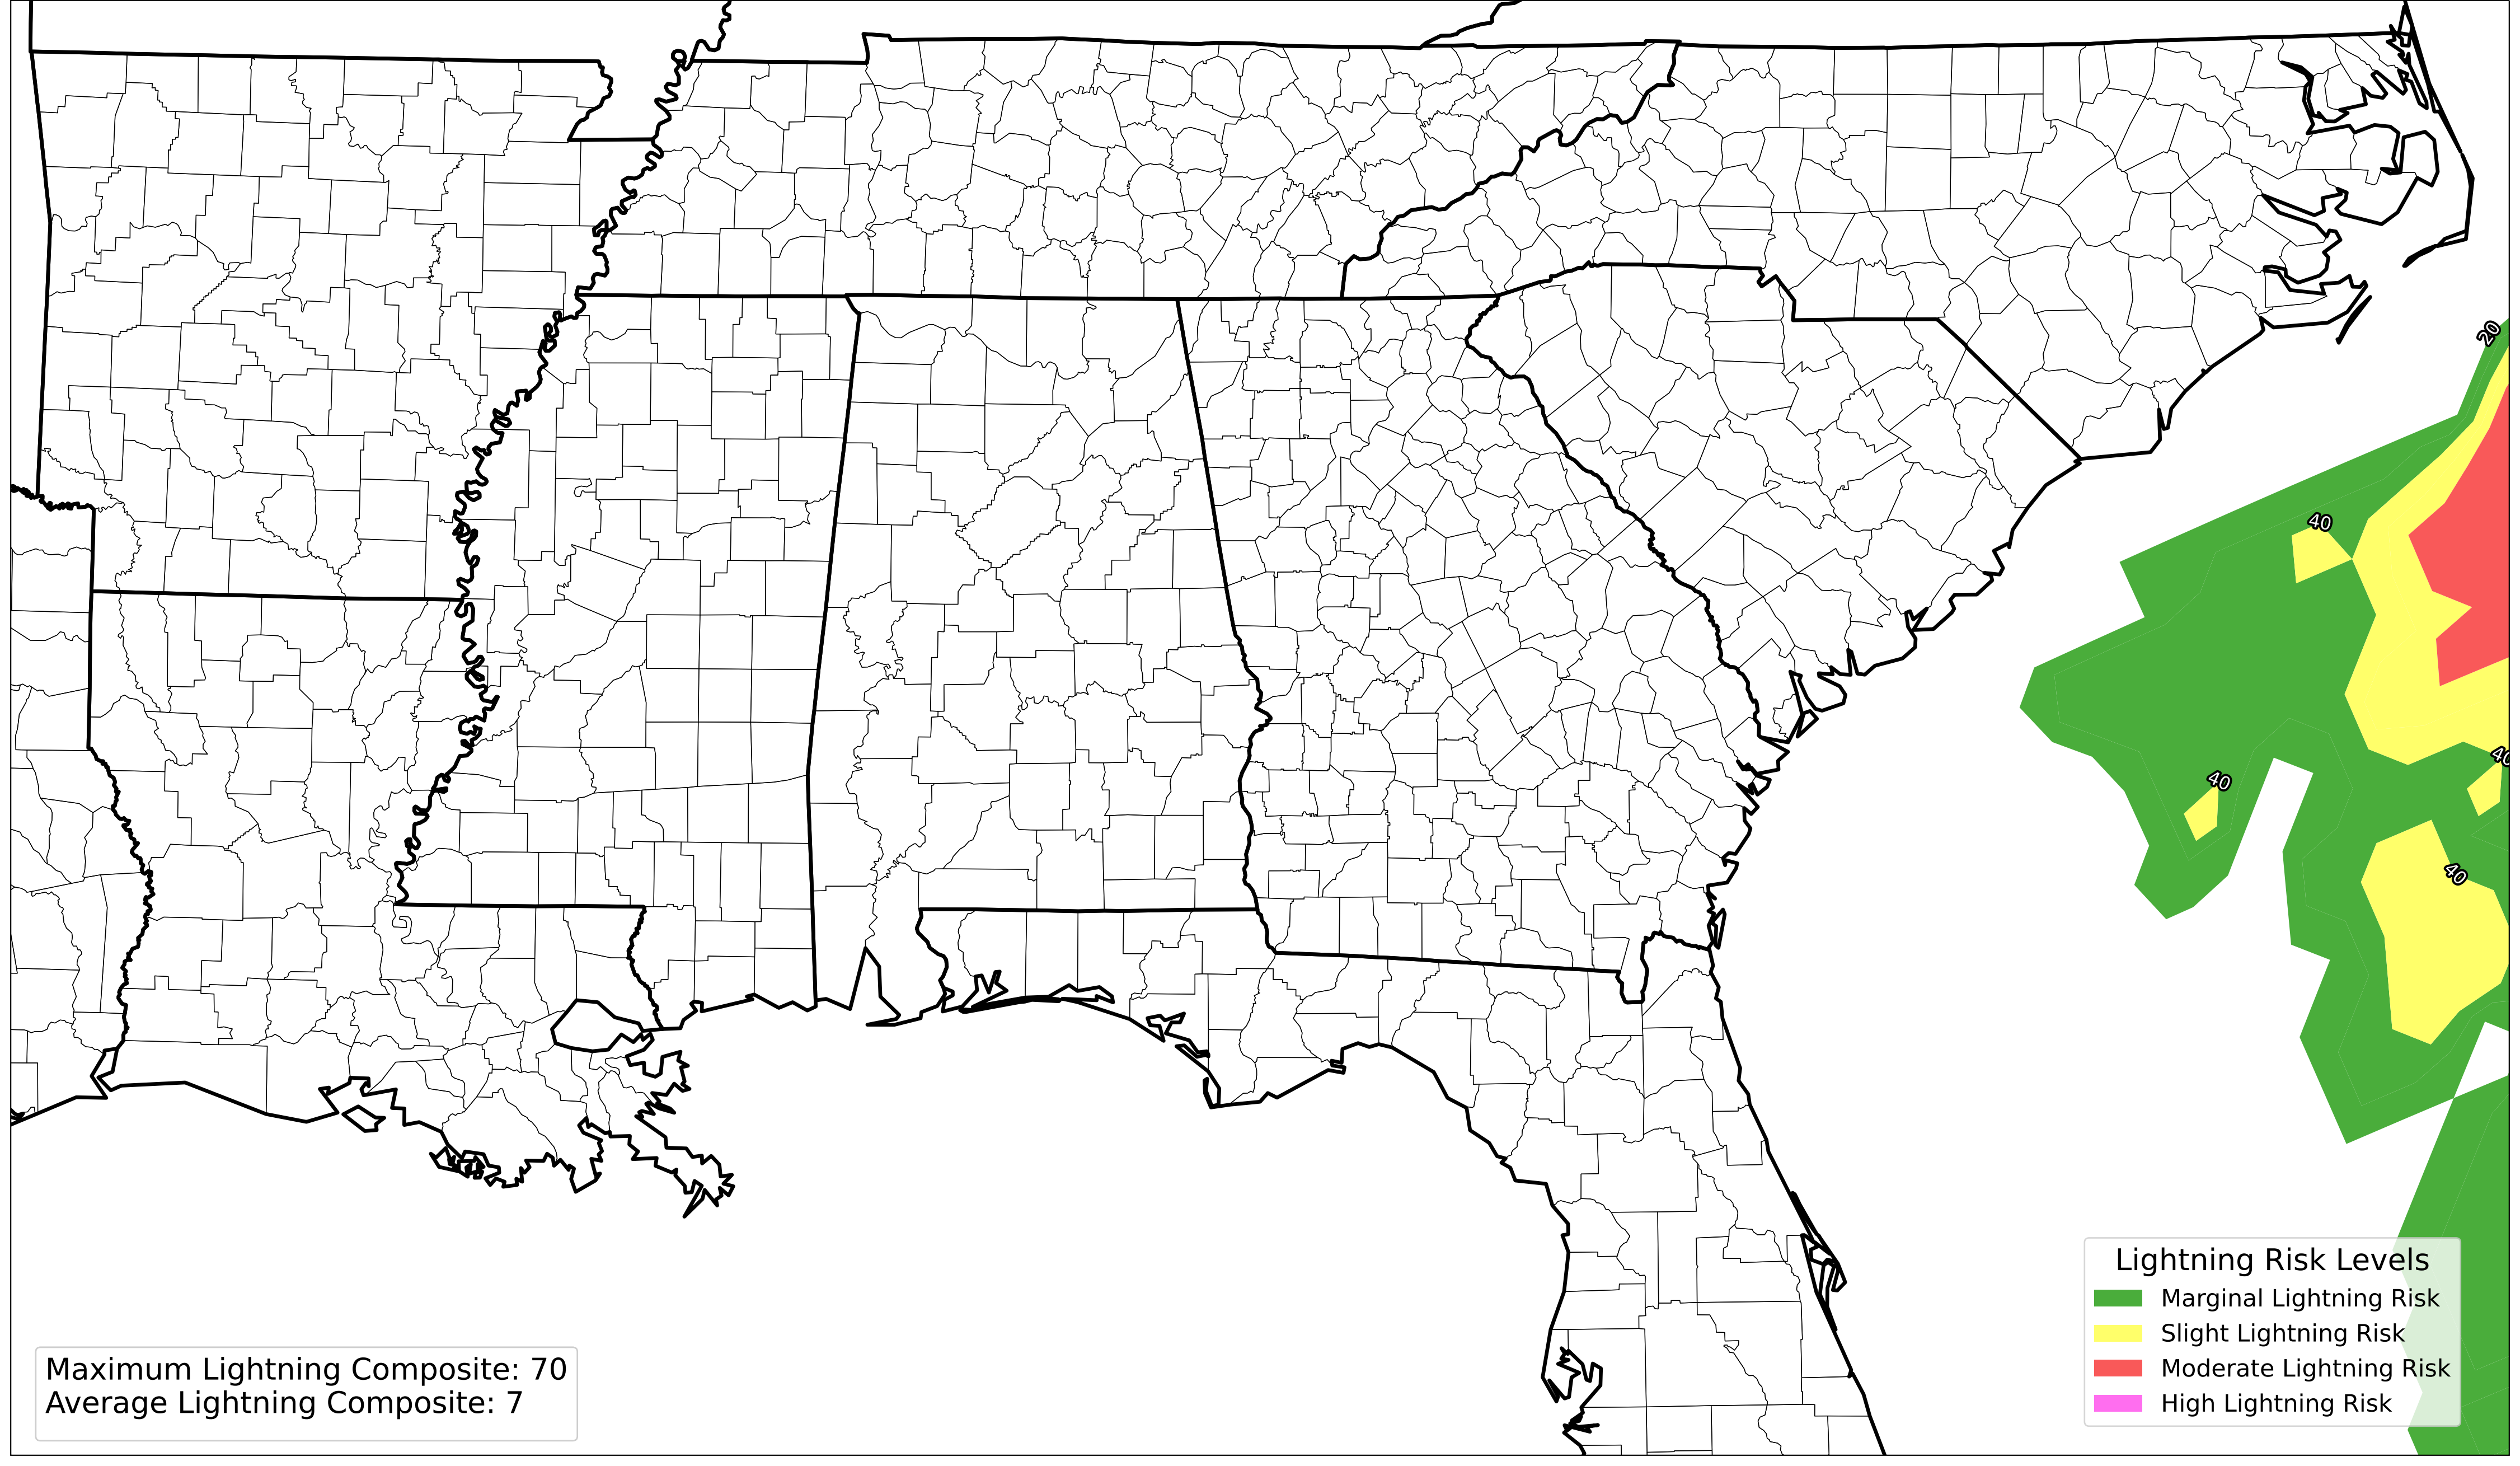 20
40
40
40
40
Lightning Risk Levels
Marginal Lightning Risk
Slight Lightning Risk
Moderate Lightning Risk
High Lightning Risk
Maximum Lightning Composite: 70
Average Lightning Composite: 7